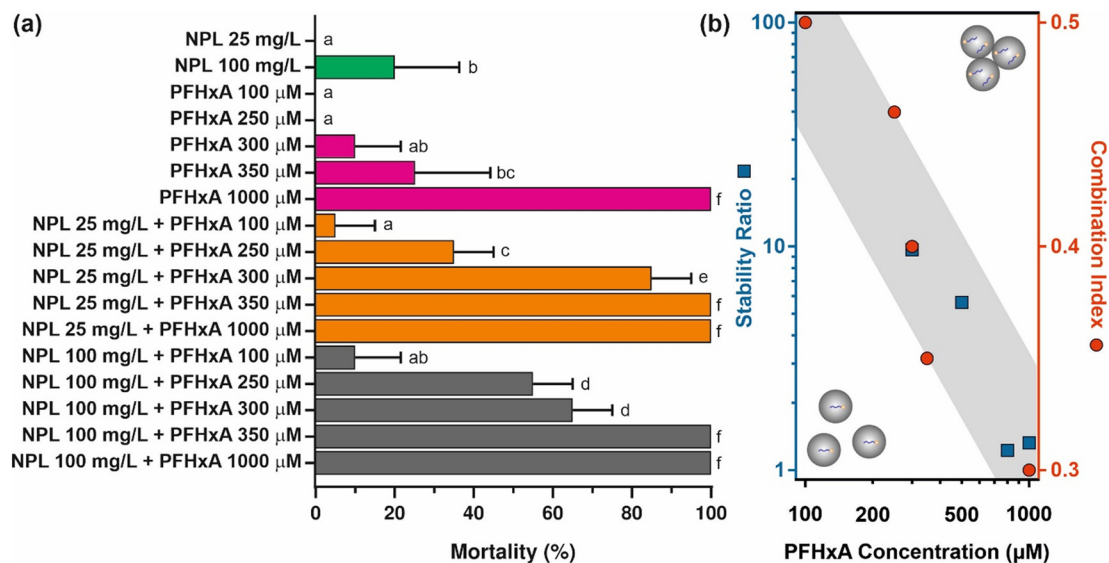 (a)
NPL 25 mg/L a
NPL 100 mg/L b
PFHxA 100 μM a
PFHxA 250 μM a
PFHxA 300 μM ab
PFHxA 350 μM bc
PFHxA 1000 μM f
NPL 25 mg/L + PFHxA 100 μM a
NPL 25 mg/L + PFHxA 250 μM c
NPL 25 mg/L + PFHxA 300 μM e
NPL 25 mg/L + PFHxA 350 μM f
NPL 25 mg/L + PFHxA 1000 μM f
NPL 100 mg/L + PFHxA 100 μM ab
NPL 100 mg/L + PFHxA 250 μM d
NPL 100 mg/L + PFHxA 300 μM d
NPL 100 mg/L + PFHxA 350 μM f
NPL 100 mg/L + PFHxA 1000 μM f
0 20 40 60 80 100
Mortality (%)
(b)
Stability Ratio
100
10
1
0.5
0.4
0.3
Combination Index
100 500 1000
PFHxA Concentration (μM)